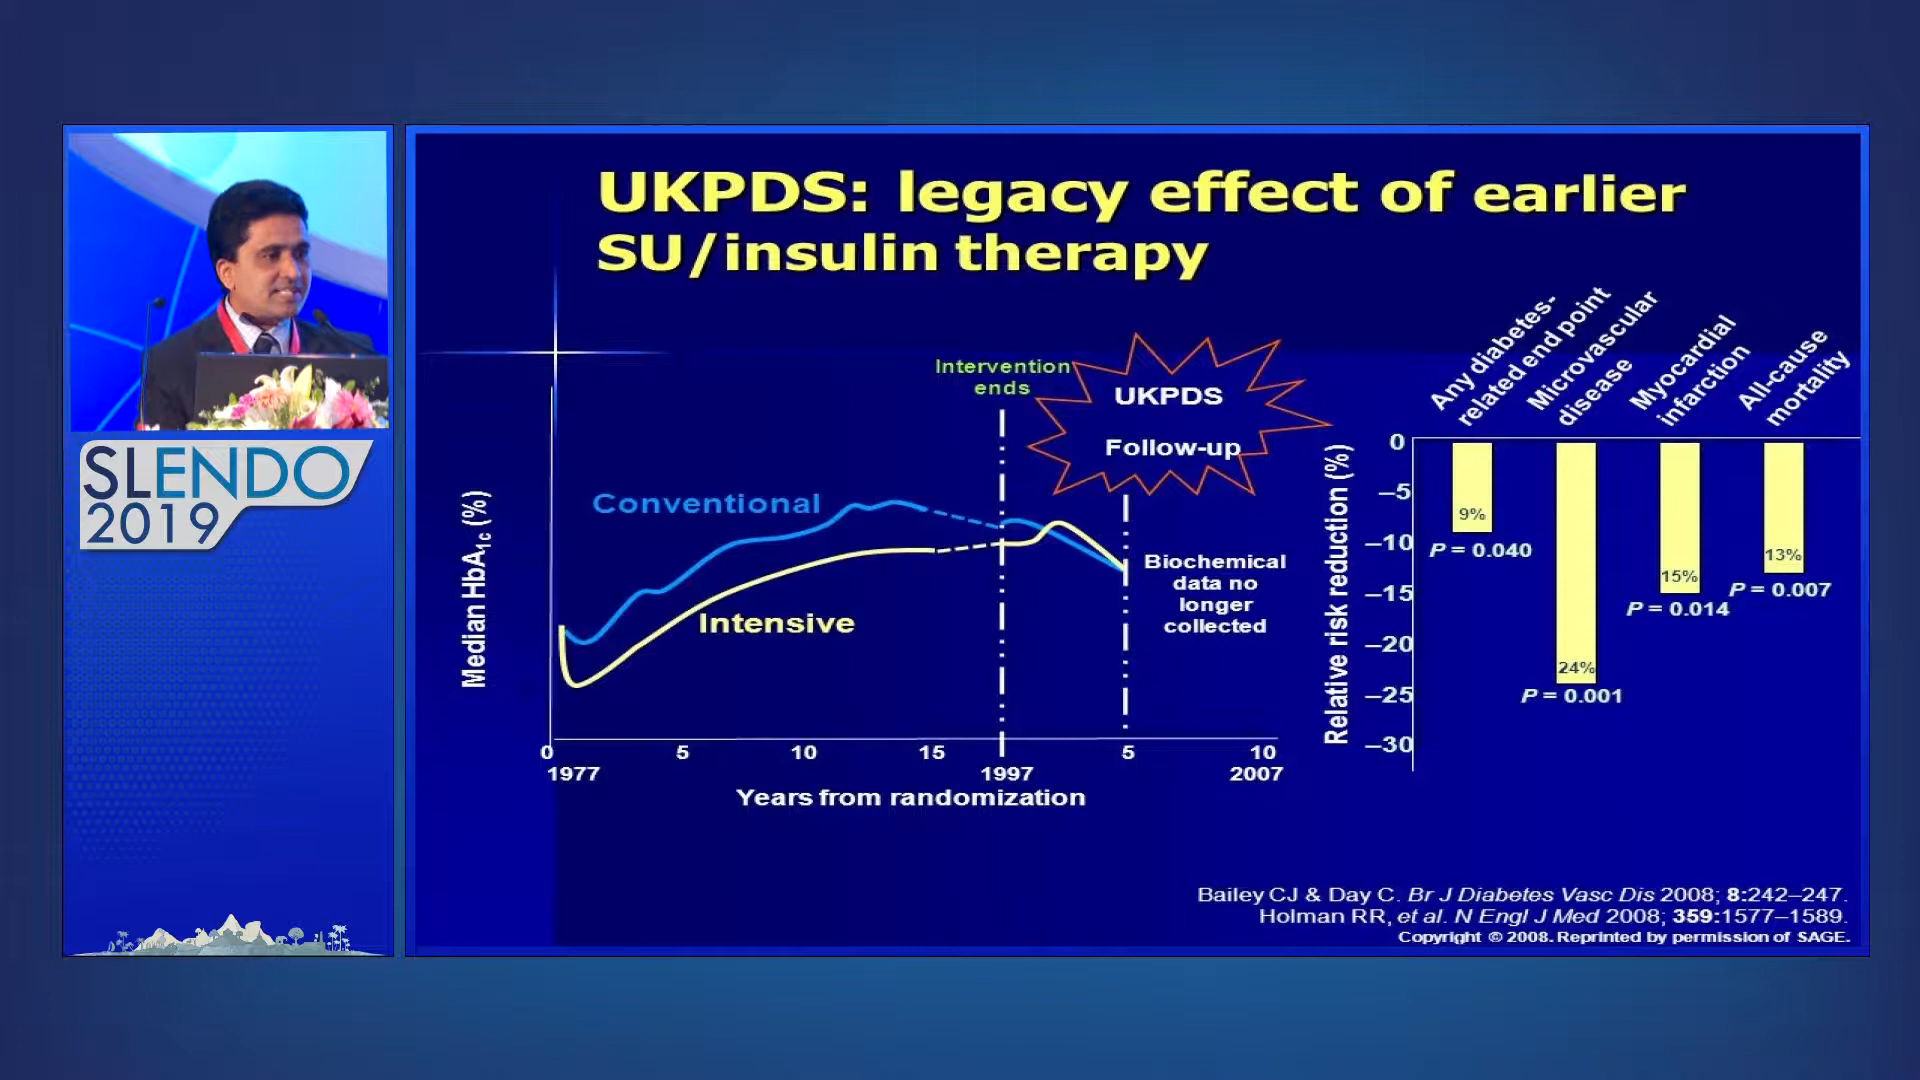 SLENDO
2019
UKPDS: legacy effect of earlier
SU/insulin therapy
Intervention
ends
UKPDS
Follow-up
Conventional
Intensive
Median HbA1c (%)
Biochemical
data no
longer
collected
0
5
10
15
5
10
1977
1997
2007
Years from randomization
Any diabetes-
related end point
Microvascular
disease
Myocardial
infarction
All-cause
mortality
Relative risk reduction (%)
0
–5
–10
–15
–20
–25
–30
9%
P = 0.040
24%
P = 0.001
15%
P = 0.014
13%
P = 0.007
Bailey CJ & Day C. Br J Diabetes Vasc Dis 2008; 8:242–247.
Holman RR, et al. N Engl J Med 2008; 359:1577–1589.
Copyright © 2008. Reprinted by permission of SAGE.